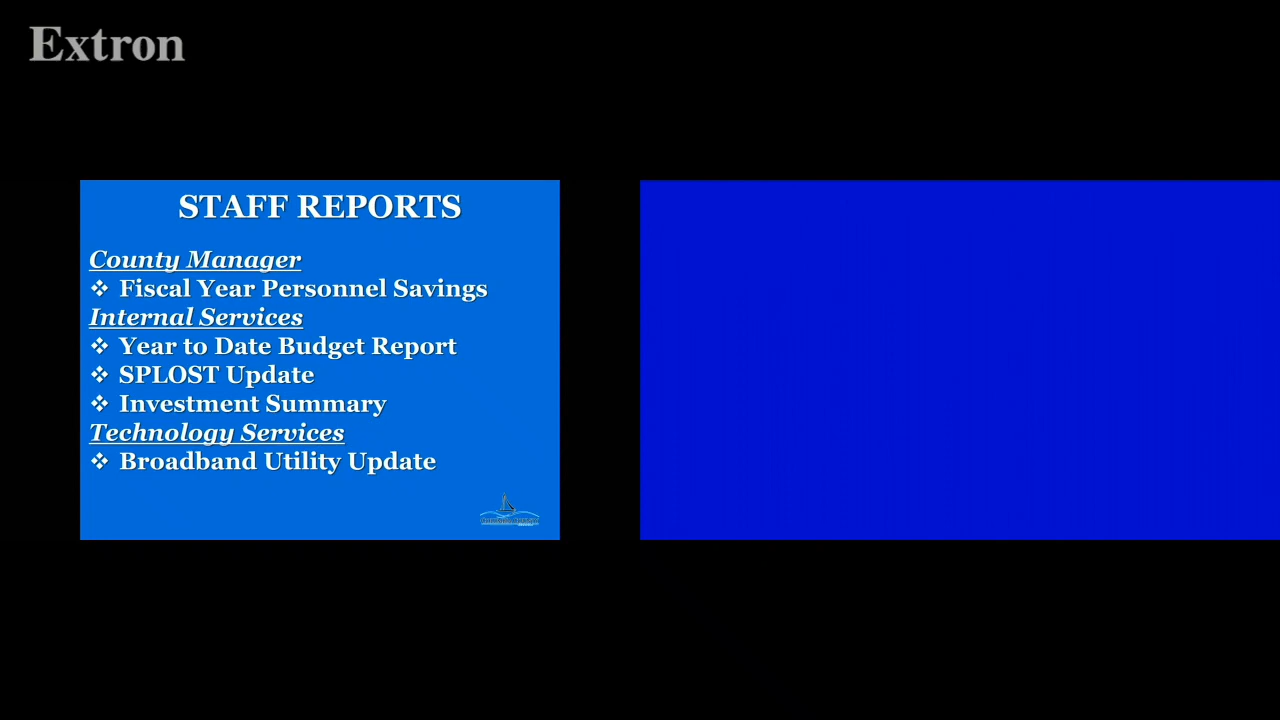 Extron
STAFF REPORTS
County Manager
❖ Fiscal Year Personnel Savings
Internal Services
❖ Year to Date Budget Report
❖ SPLOST Update
❖ Investment Summary
Technology Services
❖ Broadband Utility Update